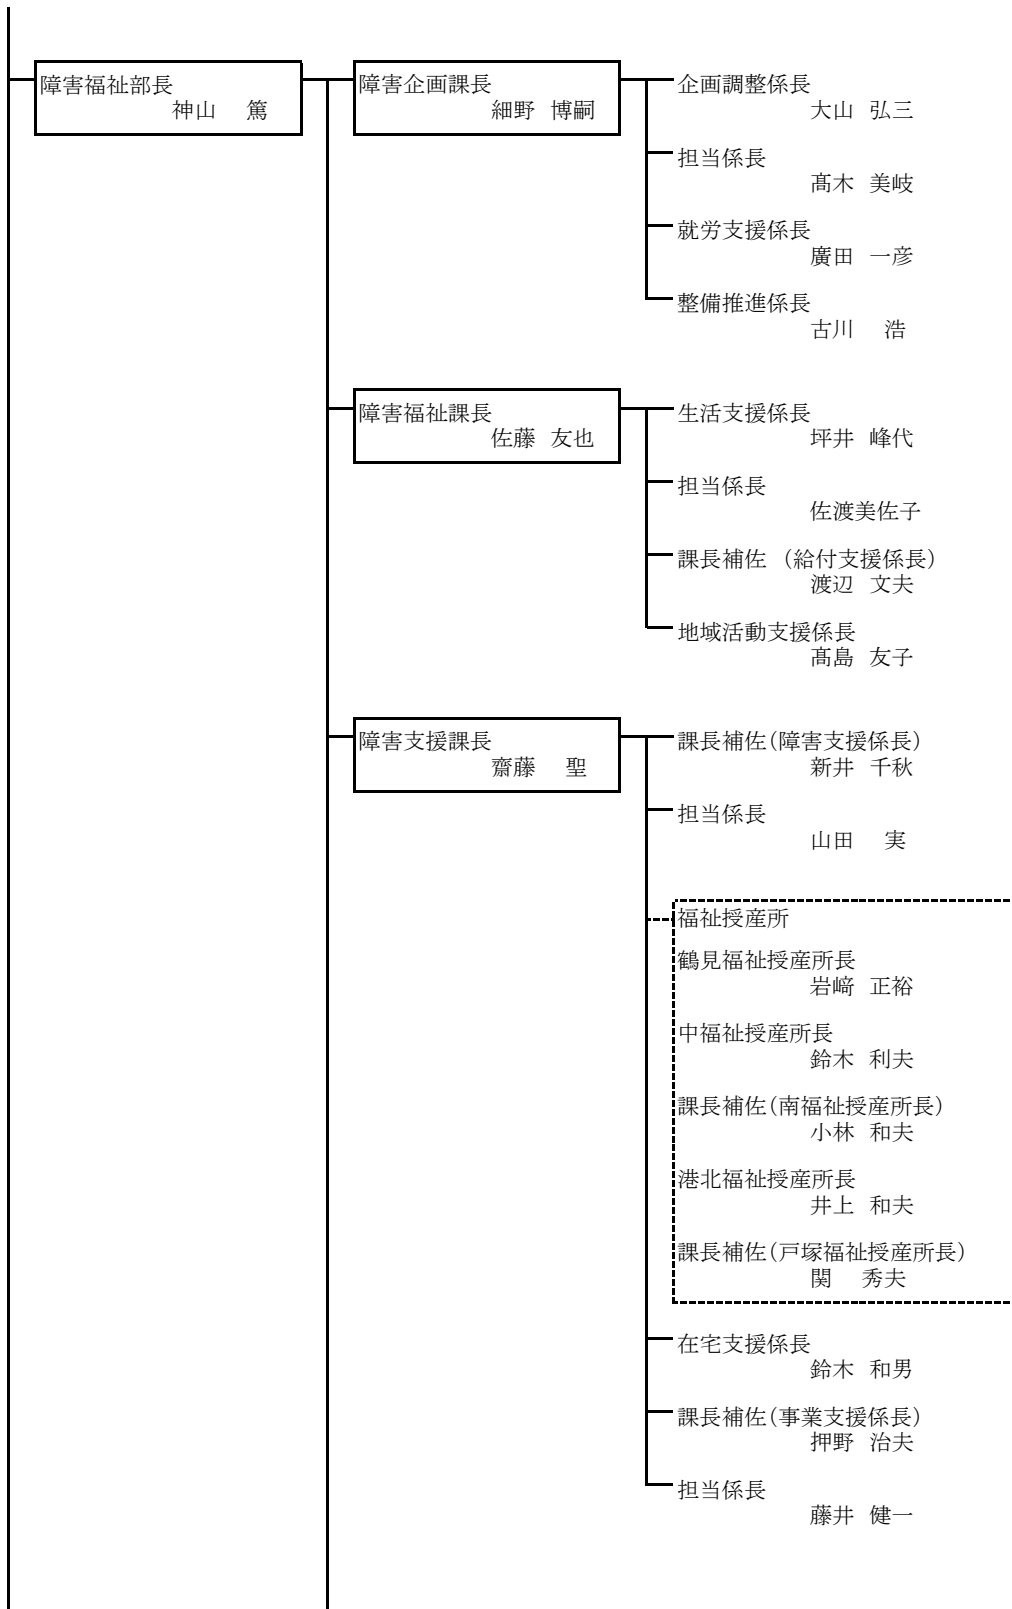 障害福祉部長
神山　篤
障害企画課長
細野 博嗣
企画調整係長
大山 弘三
担当係長
髙木 美岐
就労支援係長
廣田 一彦
整備推進係長
古川　浩
障害福祉課長
佐藤 友也
生活支援係長
坪井 峰代
担当係長
佐渡美佐子
課長補佐（給付支援係長）
渡辺 文夫
地域活動支援係長
髙島 友子
障害支援課長
齋藤　聖
課長補佐（障害支援係長）
新井 千秋
担当係長
山田　実
福祉授産所
鶴見福祉授産所長
岩﨑 正裕
中福祉授産所長
鈴木 利夫
課長補佐（南福祉授産所長）
小林 和夫
港北福祉授産所長
井上 和夫
課長補佐（戸塚福祉授産所長）
関　秀夫
在宅支援係長
鈴木 和男
課長補佐（事業支援係長）
押野 治夫
担当係長
藤井 健一